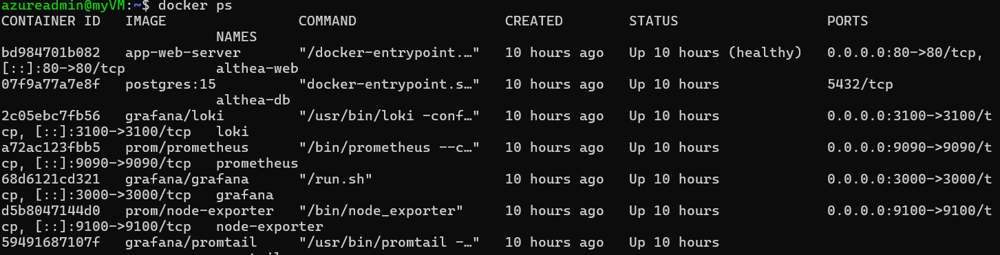 azureadmin@myVM:~$ docker ps
CONTAINER ID   IMAGE                COMMAND                  CREATED        STATUS                  PORTS
                          NAMES
bd984701b082   app-web-server       "/docker-entrypoint.…"   10 hours ago   Up 10 hours (healthy)   0.0.0.0:80->80/tcp,
[::]:80->80/tcp           althea-web
07f9a77a7e8f   postgres:15          "docker-entrypoint.s…"   10 hours ago   Up 10 hours             5432/tcp
                          althea-db
2c05ebc7fb56   grafana/loki         "/usr/bin/loki -conf…"   10 hours ago   Up 10 hours             0.0.0.0:3100->3100/t
cp, [::]:3100->3100/tcp   loki
a72ac123fbb5   prom/prometheus      "/bin/prometheus --c…"   10 hours ago   Up 10 hours             0.0.0.0:9090->9090/t
cp, [::]:9090->9090/tcp   prometheus
68d6121cd321   grafana/grafana      "/run.sh"                10 hours ago   Up 10 hours             0.0.0.0:3000->3000/t
cp, [::]:3000->3000/tcp   grafana
d5b8047144d0   prom/node-exporter   "/bin/node_exporter"     10 hours ago   Up 10 hours             0.0.0.0:9100->9100/t
cp, [::]:9100->9100/tcp   node-exporter
59491687107f   grafana/promtail     "/usr/bin/promtail -…"   10 hours ago   Up 10 hours